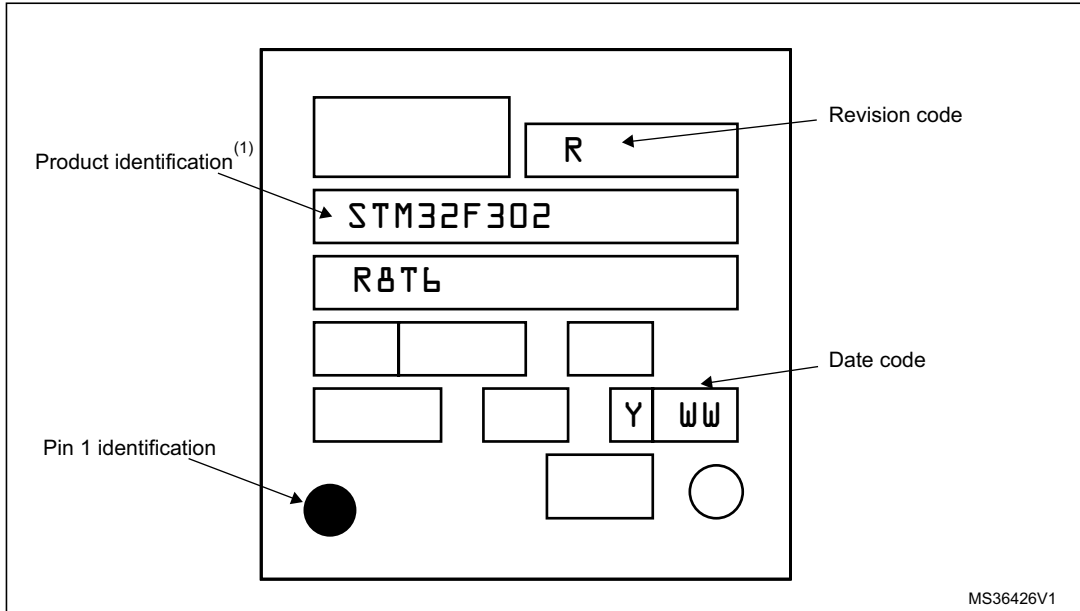 Revision code
R
Product identification(1)
STM32F302
R8T6
Date code
Y WW
Pin 1 identification
MS36426V1